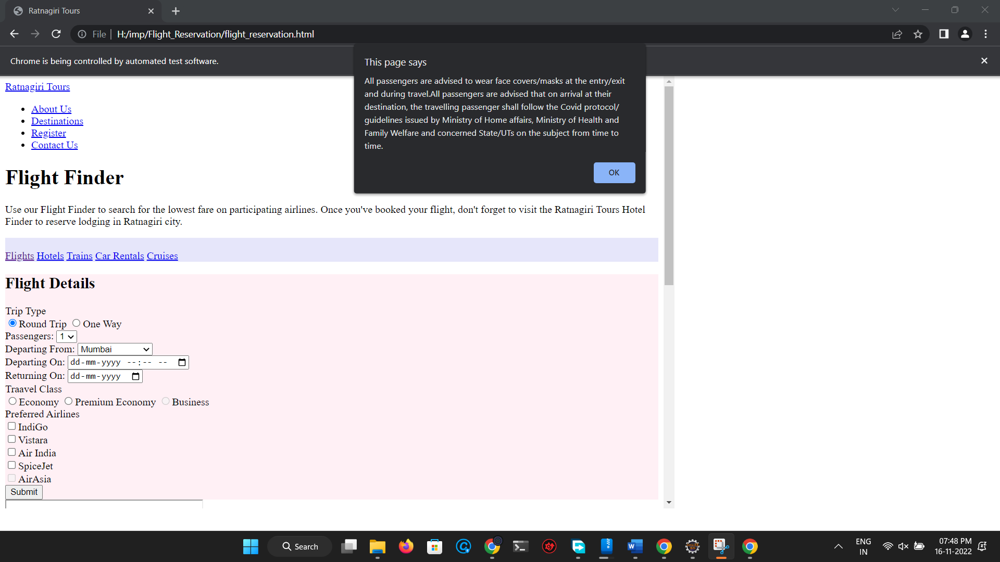 Ratnagiri Tours
File
H:/imp/Flight_Reservation/flight_reservation.html
Chrome is being controlled by automated test software.
This page says
All passengers are advised to wear face covers/masks at the entry/exit
and during travel.All passengers are advised that on arrival at their
destination, the travelling passenger shall follow the Covid protocol/
guidelines issued by Ministry of Home affairs, Ministry of Health and
Family Welfare and concerned State/UTs on the subject from time to
time.
OK
Ratnagiri Tours
About Us
Destinations
Register
Contact Us
Flight Finder
Use our Flight Finder to search for the lowest fare on participating airlines. Once you've booked your flight, don't forget to visit the Ratnagiri Tours Hotel
Finder to reserve lodging in Ratnagiri city.
Flights Hotels Trains Car Rentals Cruises
Flight Details
Trip Type
Round Trip One Way
Passengers: 1
Departing From: Mumbai
Departing On: dd-mm-yyyy --:-- --
Returning On: dd-mm-yyyy
Traavel Class
Economy Premium Economy Business
Preferred Airlines
IndiGo
Vistara
Air India
SpiceJet
AirAsia
Submit
Search
ENG
IN
07:48 PM
16-11-2022